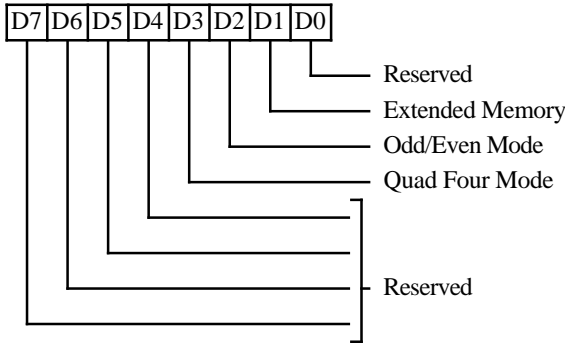 D7 D6 D5 D4 D3 D2 D1 D0
Reserved
Extended Memory
Odd/Even Mode
Quad Four Mode
Reserved